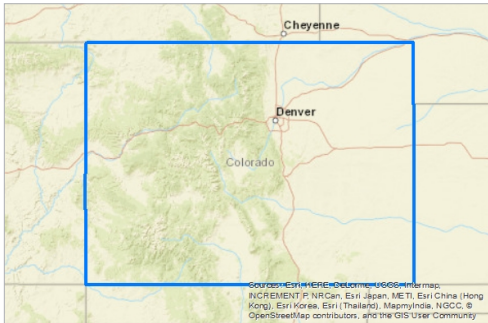 Cheyenne
Denver
Colorado
Sources: Esri, HERE, DeLorme, USGS, Intermap,
INCREMENT P, NRCan, Esri Japan, METI, Esri China (Hong
Kong), Esri Korea, Esri (Thailand), MapmyIndia, NGCC, ©
OpenStreetMap contributors, and the GIS User Community